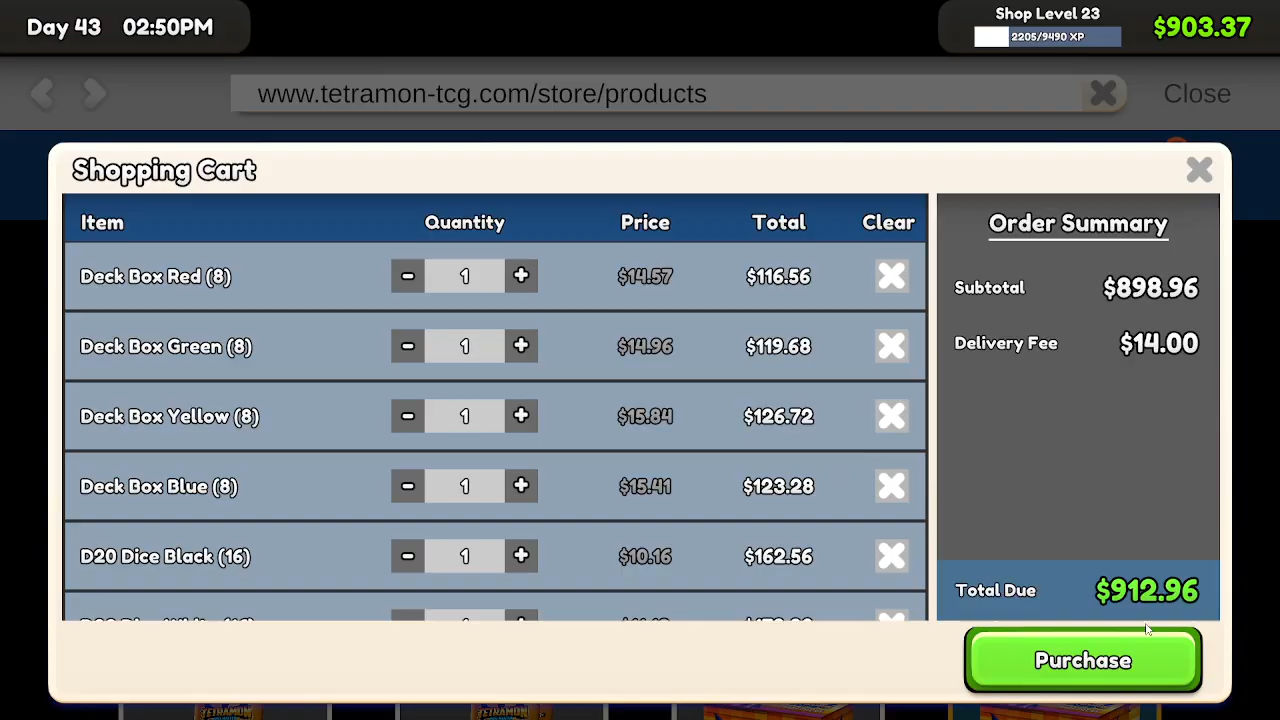 Day 43 02:50PM
Shop Level 23
2205/9490 XP
$903.37
www.tetramon-tcg.com/store/products
Close
Shopping Cart
Item Quantity Price Total Clear
Deck Box Red (8) - 1 + $14.57 $116.56
Deck Box Green (8) - 1 + $14.96 $119.68
Deck Box Yellow (8) - 1 + $15.84 $126.72
Deck Box Blue (8) - 1 + $15.41 $123.28
D20 Dice Black (16) - 1 + $10.16 $162.56
Order Summary
Subtotal $898.96
Delivery Fee $14.00
Total Due $912.96
Purchase
TETRAMON TETRAMON